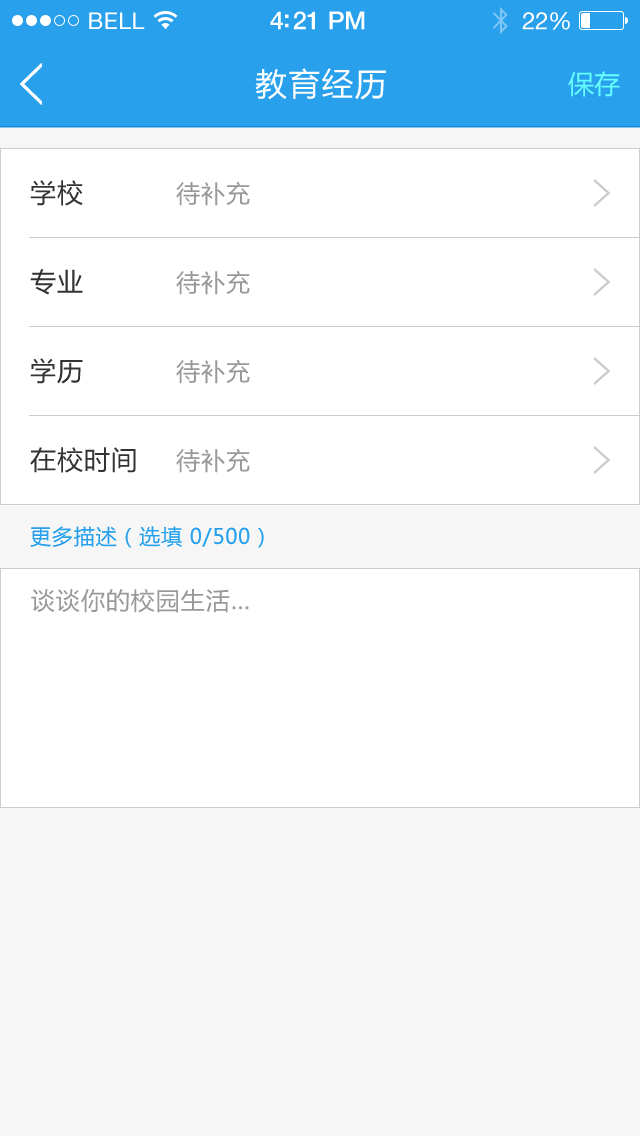 BELL 4:21 PM 22%
教育经历 保存
学校 待补充
专业 待补充
学历 待补充
在校时间 待补充
更多描述（选填 0/500）
谈谈你的校园生活...